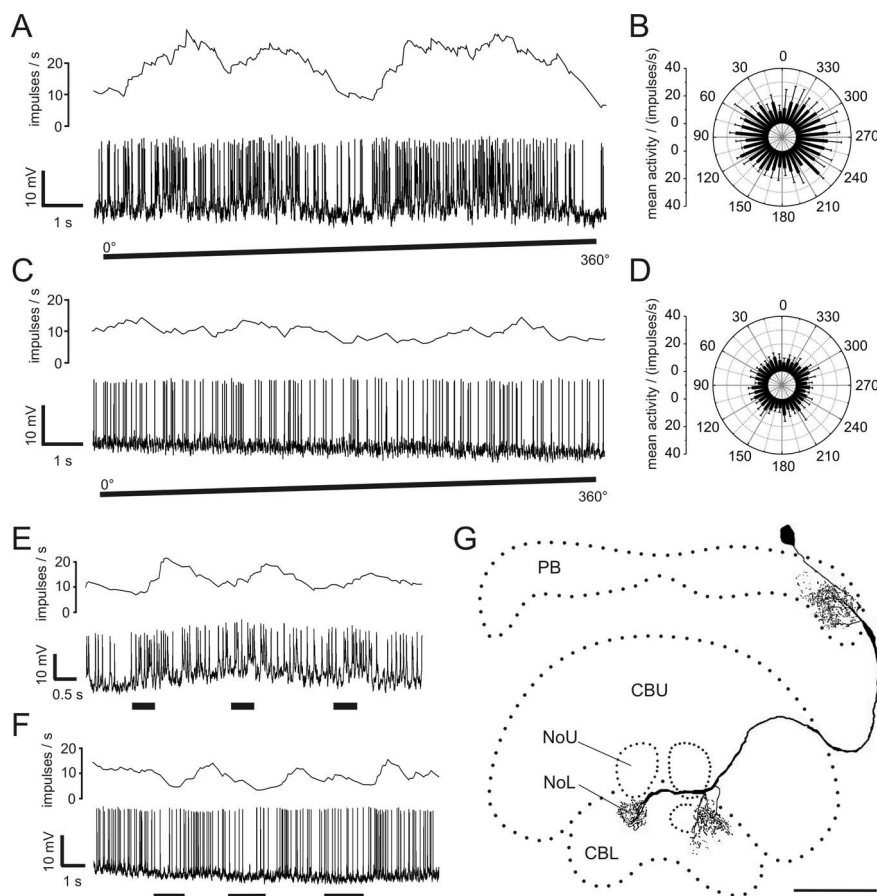 A
impulses / s
20
10
0
10 mV
1 s
0°
360°
B
mean activity / (impulses/s)
40
20
0
0
20
40
0
330
300
270
240
210
180
150
120
90
60
30
C
impulses / s
20
10
0
10 mV
1 s
0°
360°
D
mean activity / (impulses/s)
40
20
0
0
20
40
0
330
300
270
240
210
180
150
120
90
60
30
E
impulses / s
20
10
0
10 mV
0.5 s
F
impulses / s
20
10
0
10 mV
1 s
G
PB
CBU
NoU
NoL
CBL